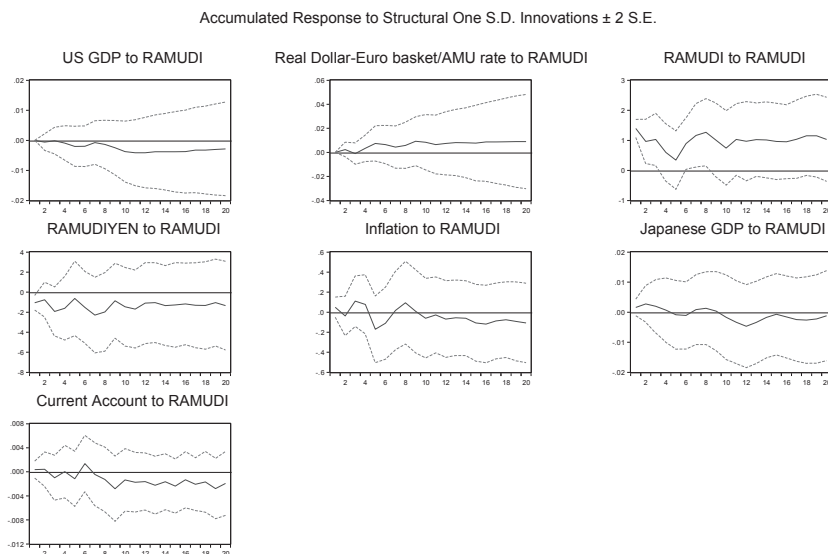 Accumulated Response to Structural One S.D. Innovations ± 2 S.E.
US GDP to RAMUDI
.02
.01
.00
-.01
-.02
2 4 6 8 10 12 14 16 18 20
Real Dollar-Euro basket/AMU rate to RAMUDI
.06
.04
.02
.00
-.02
-.04
2 4 6 8 10 12 14 16 18 20
RAMUDI to RAMUDI
3
2
1
0
-1
2 4 6 8 10 12 14 16 18 20
RAMUDIYEN to RAMUDI
4
2
0
-2
-4
-6
-8
2 4 6 8 10 12 14 16 18 20
Inflation to RAMUDI
.6
.4
.2
.0
-.2
-.4
-.6
2 4 6 8 10 12 14 16 18 20
Japanese GDP to RAMUDI
.02
.01
.00
-.01
-.02
2 4 6 8 10 12 14 16 18 20
Current Account to RAMUDI
.008
.004
.000
-.004
-.008
-.012
2 4 6 8 10 12 14 16 18 20